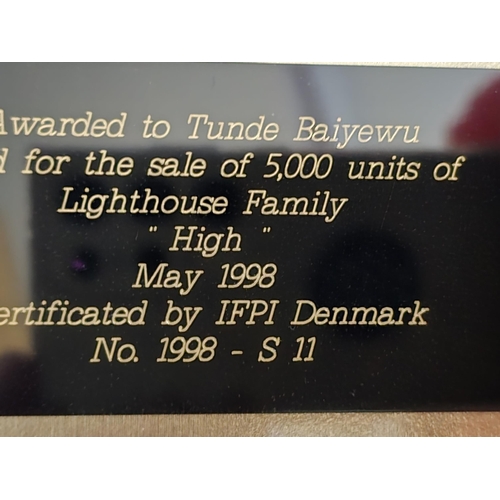 Awarded to Tunde Baiyewu
d for the sale of 5,000 units of
Lighthouse Family
" High "
May 1998
ertificated by IFPI Denmark
No. 1998 - S 11